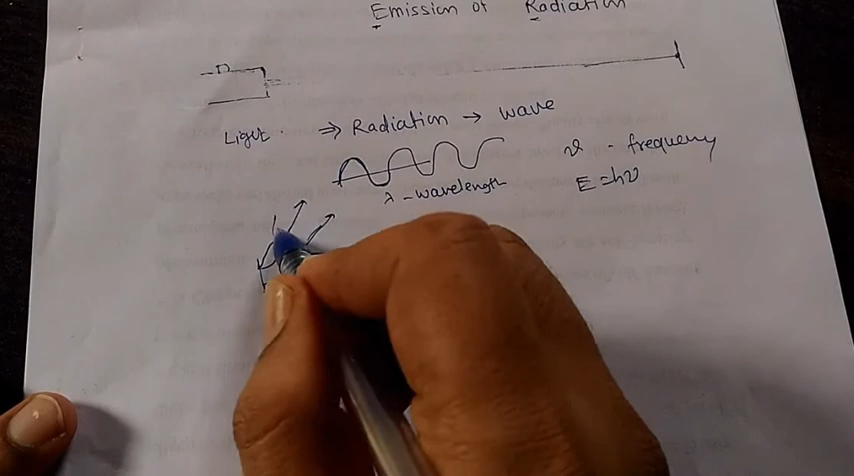 Emission of Radiation
Light. ⇒ Radiation → wave
ν - frequency
λ - wavelength
E = hν